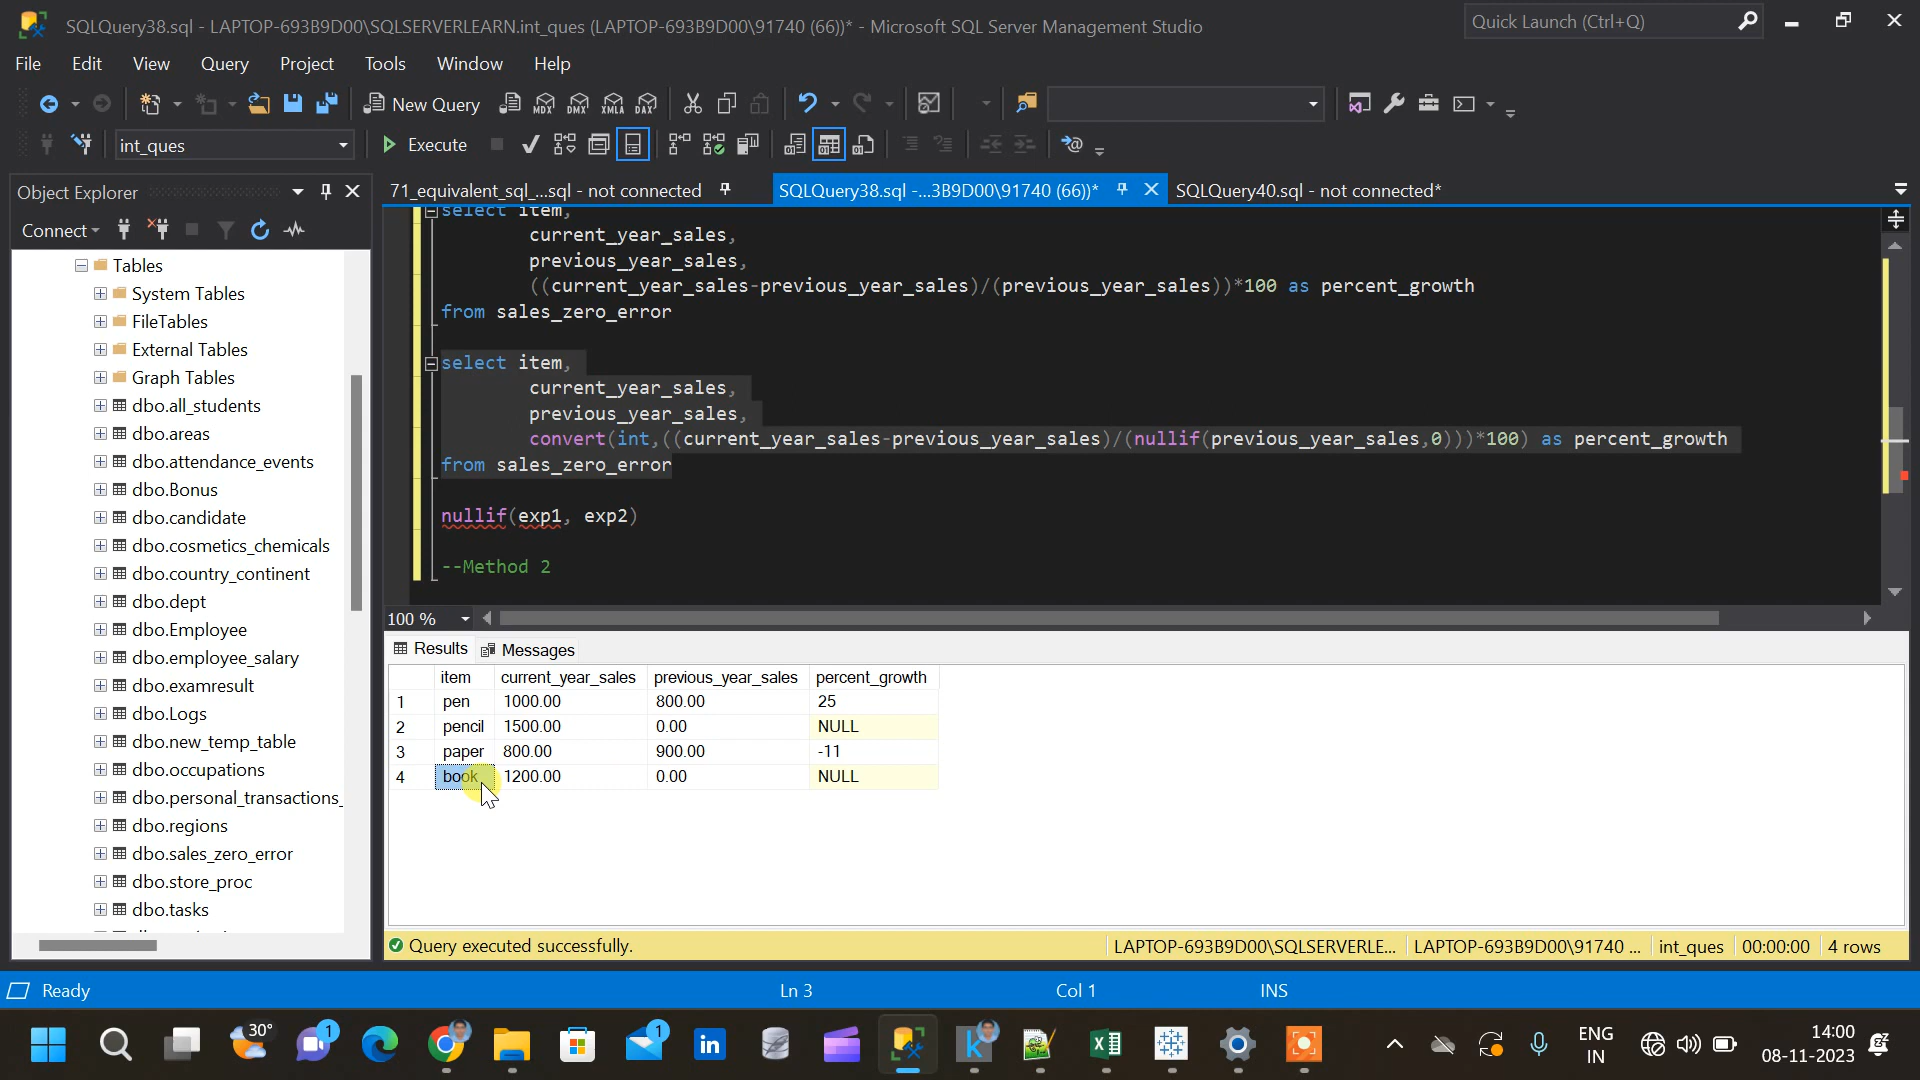 SQLQuery38.sql - LAPTOP-693B9D00\SQLSERVERLEARN.int_ques (LAPTOP-693B9D00\91740 (66))* - Microsoft SQL Server Management Studio
Quick Launch (Ctrl+Q)
File Edit View Query Project Tools Window Help
New Query MDX DMX XMLA DAX
int_ques Execute
Object Explorer
71_equivalent_sql_...sql - not connected
SQLQuery38.sql -...3B9D00\91740 (66))*
SQLQuery40.sql - not connected*
Connect
Tables
System Tables
FileTables
External Tables
Graph Tables
dbo.all_students
dbo.areas
dbo.attendance_events
dbo.Bonus
dbo.candidate
dbo.cosmetics_chemicals
dbo.country_continent
dbo.dept
dbo.Employee
dbo.employee_salary
dbo.examresult
dbo.Logs
dbo.new_temp_table
dbo.occupations
dbo.personal_transactions_
dbo.regions
dbo.sales_zero_error
dbo.store_proc
dbo.tasks
select item,
current_year_sales,
previous_year_sales,
((current_year_sales-previous_year_sales)/(previous_year_sales))*100 as percent_growth
from sales_zero_error
select item,
current_year_sales,
previous_year_sales,
convert(int,((current_year_sales-previous_year_sales)/(nullif(previous_year_sales,0)))*100) as percent_growth
from sales_zero_error
nullif(exp1, exp2)
--Method 2
100 %
Results Messages
item current_year_sales previous_year_sales percent_growth
1 pen 1000.00 800.00 25
2 pencil 1500.00 0.00 NULL
3 paper 800.00 900.00 -11
4 book 1200.00 0.00 NULL
Query executed successfully.
LAPTOP-693B9D00\SQLSERVERLE... LAPTOP-693B9D00\91740 ... int_ques 00:00:00 4 rows
Ready Ln 3 Col 1 INS
30° 1 1
ENG
IN
14:00
08-11-2023